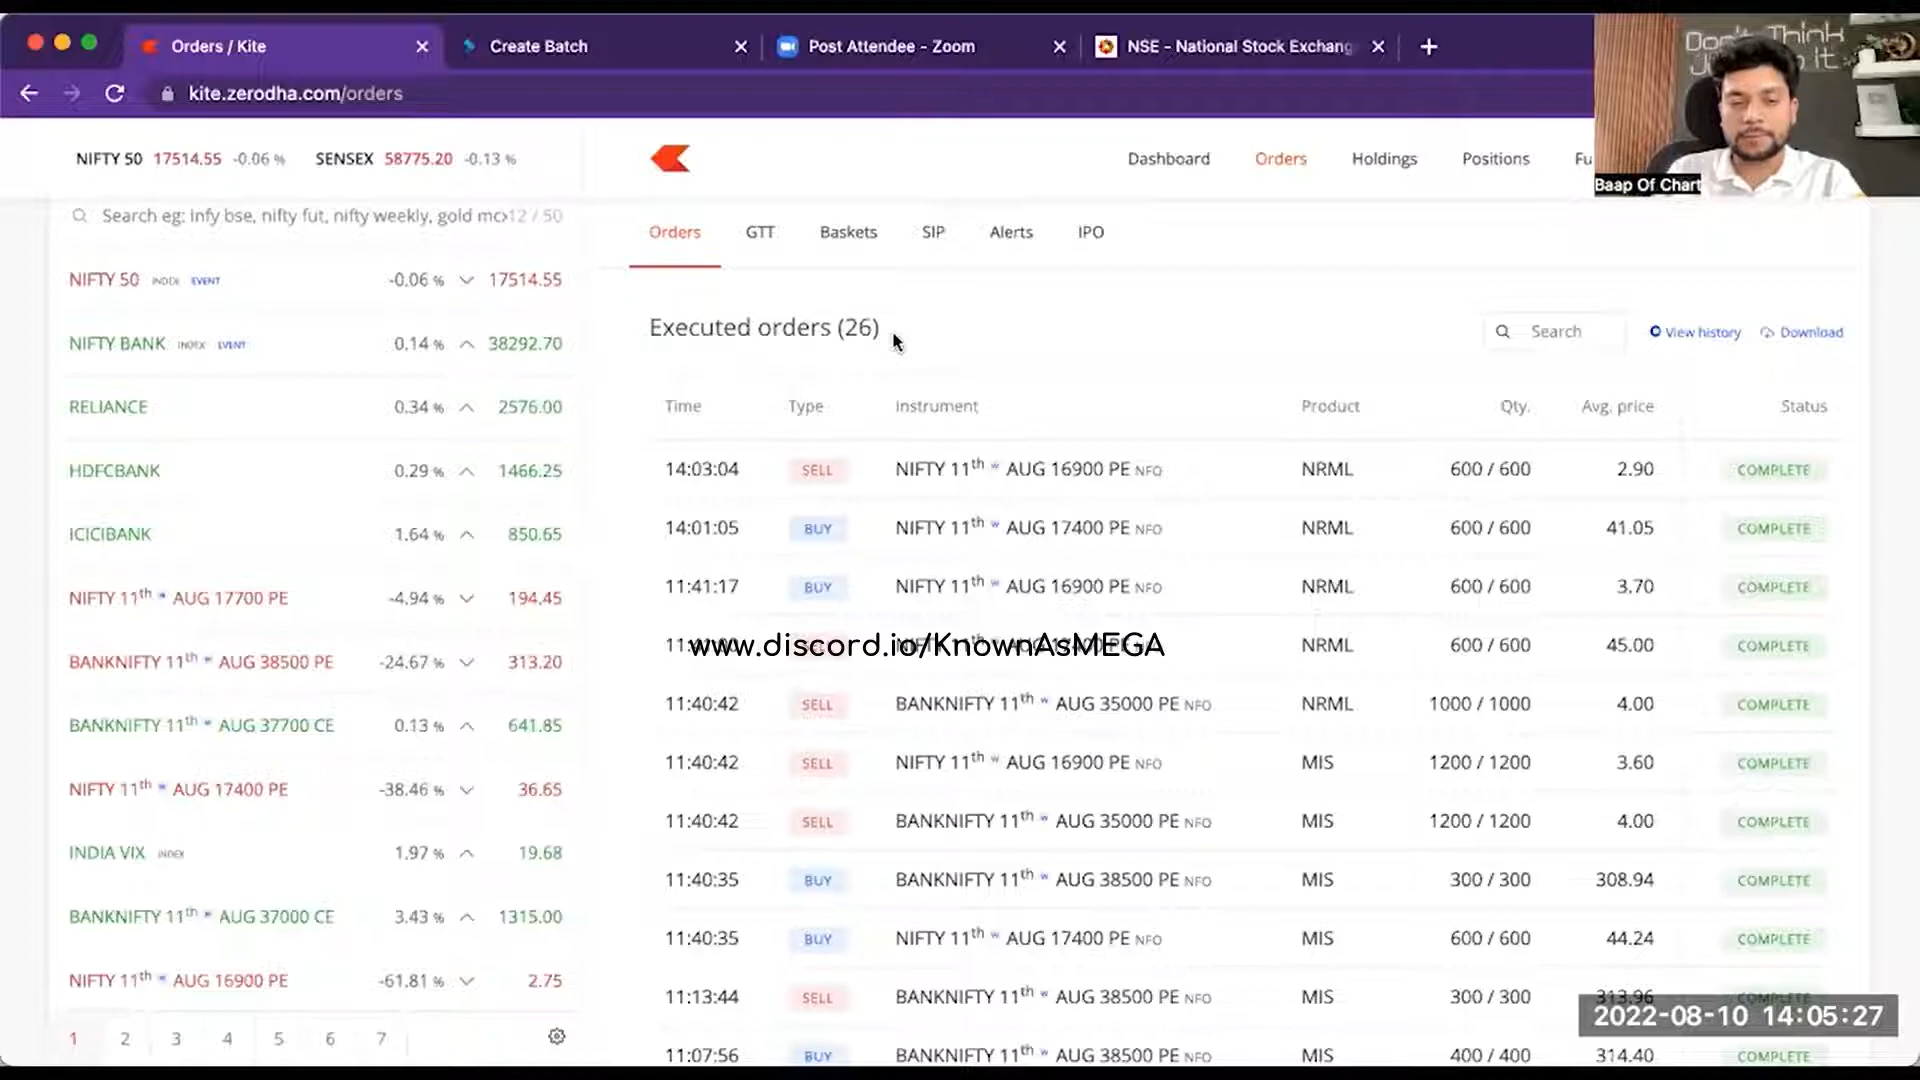 Orders / Kite
Create Batch
Post Attendee - Zoom
NSE - National Stock Exchang
kite.zerodha.com/orders
Don't Think
Baap Of Chart
NIFTY 50 17514.55 -0.06 % SENSEX 58775.20 -0.13 %
Dashboard Orders Holdings Positions Fu
Search eg: infy bse, nifty fut, nifty weekly, gold mcx 12 / 50
Orders GTT Baskets SIP Alerts IPO
NIFTY 50 INDEX EVENT -0.06 % 17514.55
NIFTY BANK INDEX EVENT 0.14 % 38292.70
RELIANCE 0.34 % 2576.00
HDFCBANK 0.29 % 1466.25
ICICIBANK 1.64 % 850.65
NIFTY 11th w AUG 17700 PE -4.94 % 194.45
BANKNIFTY 11th w AUG 38500 PE -24.67 % 313.20
BANKNIFTY 11th w AUG 37700 CE 0.13 % 641.85
NIFTY 11th w AUG 17400 PE -38.46 % 36.65
INDIA VIX INDEX 1.97 % 19.68
BANKNIFTY 11th w AUG 37000 CE 3.43 % 1315.00
NIFTY 11th w AUG 16900 PE -61.81 % 2.75
1 2 3 4 5 6 7
Executed orders (26)
Search View history Download
Time Type Instrument Product Qty. Avg. price Status
14:03:04 SELL NIFTY 11th w AUG 16900 PE NFO NRML 600 / 600 2.90 COMPLETE
14:01:05 BUY NIFTY 11th w AUG 17400 PE NFO NRML 600 / 600 41.05 COMPLETE
11:41:17 BUY NIFTY 11th w AUG 16900 PE NFO NRML 600 / 600 3.70 COMPLETE
www.discord.io/KnownAsMEGA
NRML 600 / 600 45.00 COMPLETE
11:40:42 SELL BANKNIFTY 11th w AUG 35000 PE NFO NRML 1000 / 1000 4.00 COMPLETE
11:40:42 SELL NIFTY 11th w AUG 16900 PE NFO MIS 1200 / 1200 3.60 COMPLETE
11:40:42 SELL BANKNIFTY 11th w AUG 35000 PE NFO MIS 1200 / 1200 4.00 COMPLETE
11:40:35 BUY BANKNIFTY 11th w AUG 38500 PE NFO MIS 300 / 300 308.94 COMPLETE
11:40:35 BUY NIFTY 11th w AUG 17400 PE NFO MIS 600 / 600 44.24 COMPLETE
11:13:44 SELL BANKNIFTY 11th w AUG 38500 PE NFO MIS 300 / 300 313.96
2022-08-10 14:05:27
11:07:56 BUY BANKNIFTY 11th w AUG 38500 PE NFO MIS 400 / 400 314.40 COMPLETE